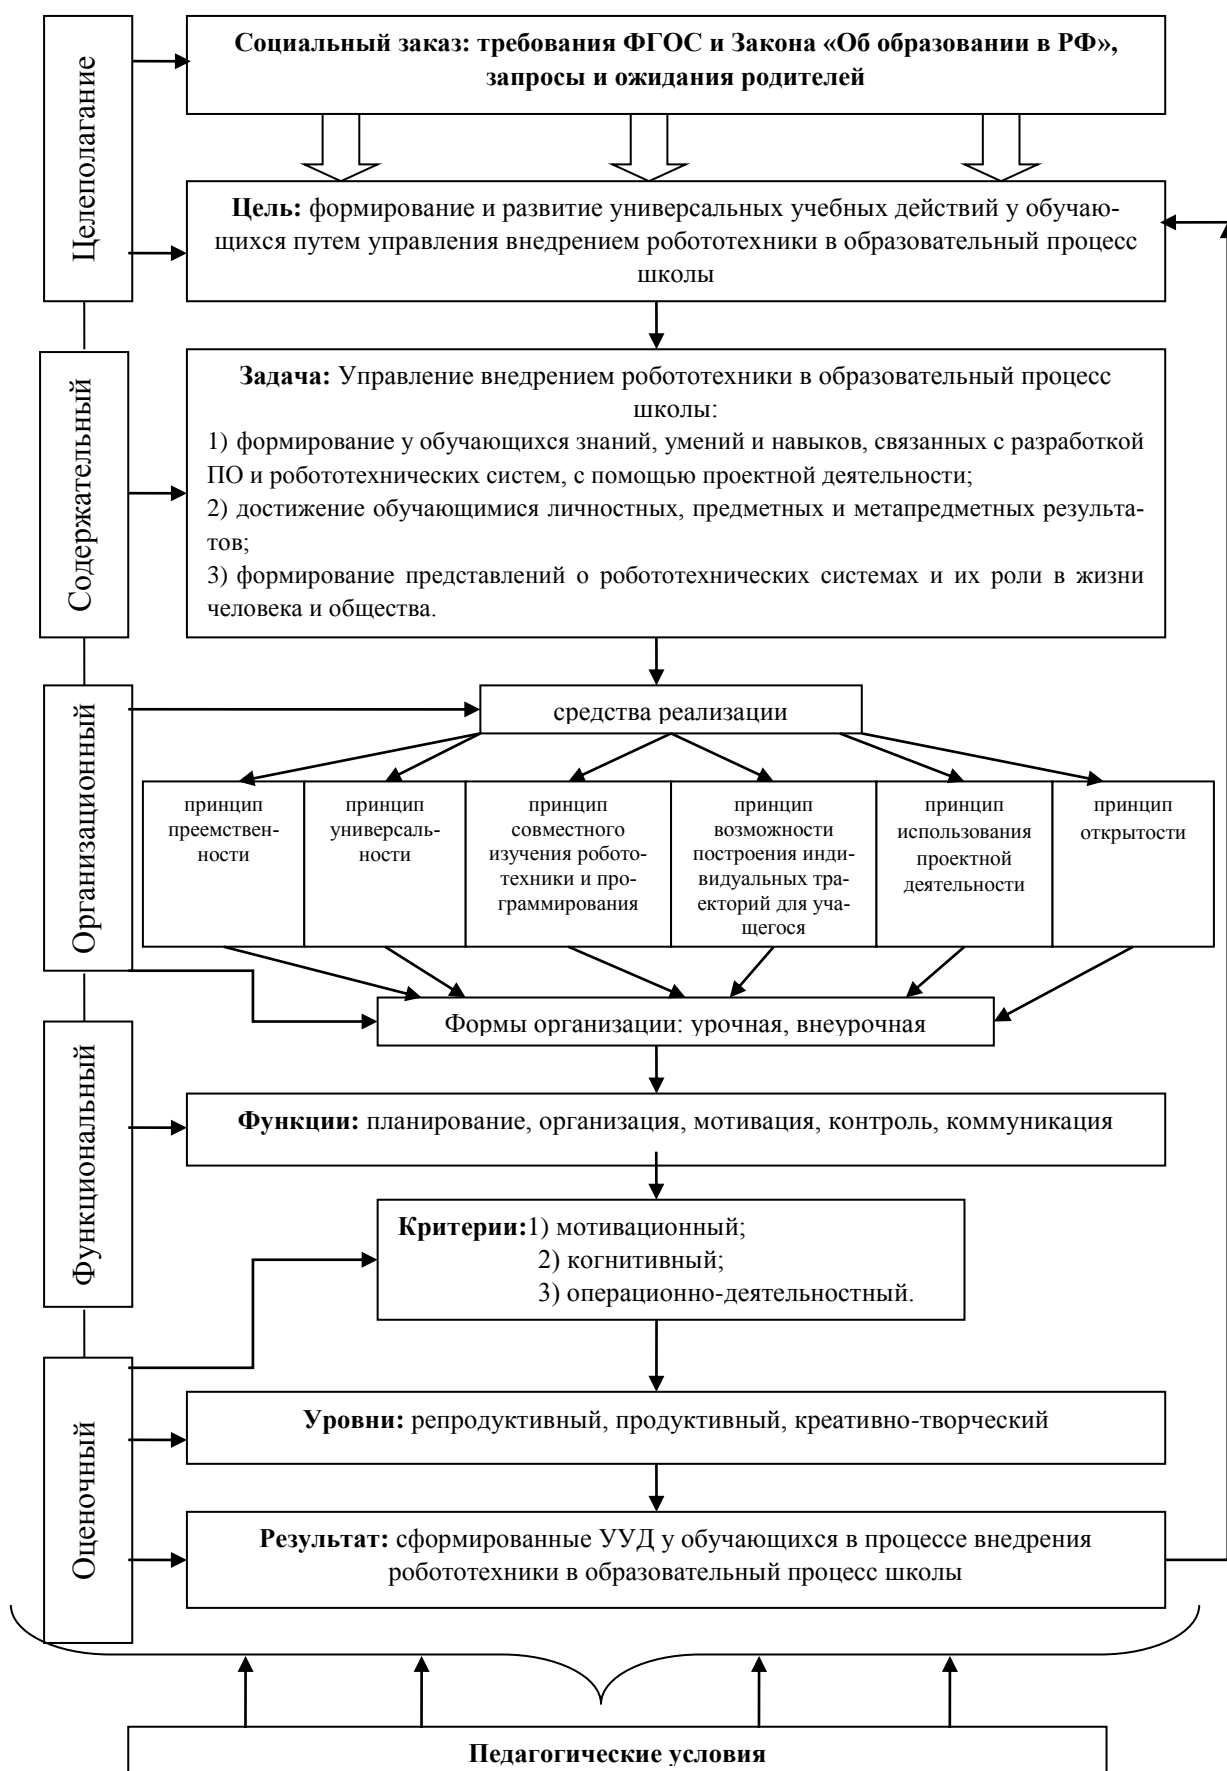 Целеполагание
Социальный заказ: требования ФГОС и Закона «Об образовании в РФ»,
запросы и ожидания родителей
Цель: формирование и развитие универсальных учебных действий у обучаю-
щихся путем управления внедрением робототехники в образовательный процесс
школы
Содержательный
Задача: Управление внедрением робототехники в образовательный процесс
школы:
1) формирование у обучающихся знаний, умений и навыков, связанных с разработкой
ПО и робототехнических систем, с помощью проектной деятельности;
2) достижение обучающимися личностных, предметных и метапредметных результа-
тов;
3) формирование представлений о робототехнических системах и их роли в жизни
человека и общества.
Организационный
средства реализации
принцип
преемствен-
ности
принцип
универсаль-
ности
принцип
совместного
изучения робото-
техники и про-
граммирования
принцип
возможности
построения инди-
видуальных тра-
екторий для уча-
щегося
принцип
использования
проектной
деятельности
принцип
открытости
Формы организации: урочная, внеурочная
Функциональный
Функции: планирование, организация, мотивация, контроль, коммуникация
Критерии:1) мотивационный;
2) когнитивный;
3) операционно-деятельностный.
Оценочный
Уровни: репродуктивный, продуктивный, креативно-творческий
Результат: сформированные УУД у обучающихся в процессе внедрения
робототехники в образовательный процесс школы
Педагогические условия